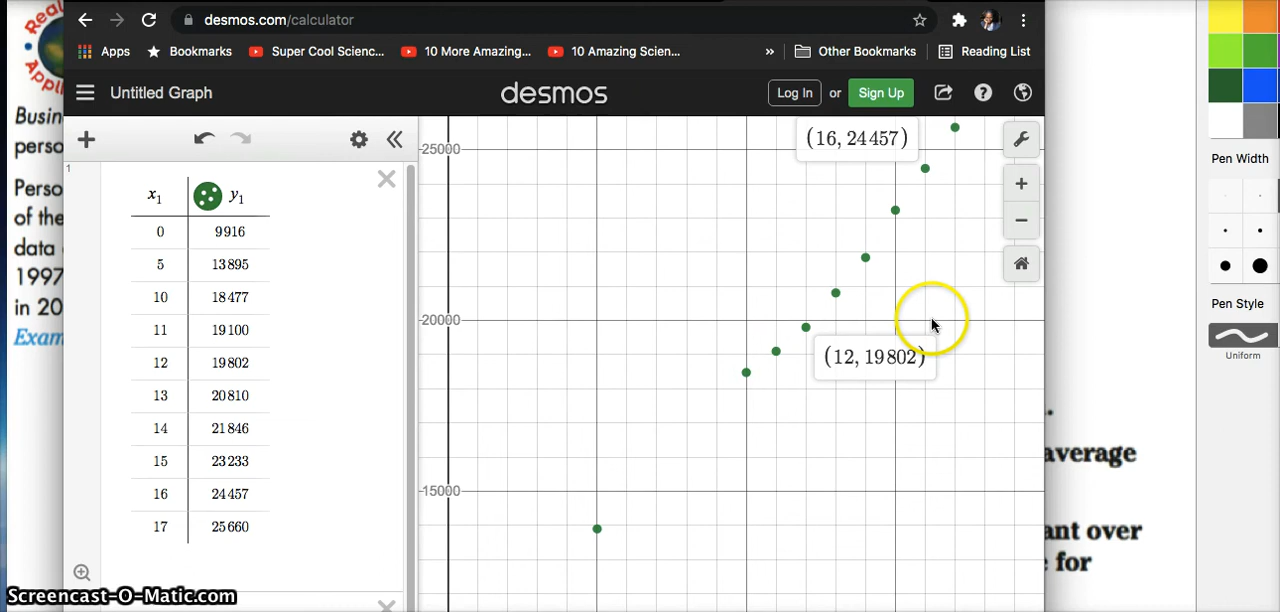 desmos.com/calculator
Apps Bookmarks Super Cool Scienc... 10 More Amazing... 10 Amazing Scien... » Other Bookmarks Reading List
Untitled Graph desmos Log In or Sign Up
Real
Appli
Busin
perso
Perso
of the
data
1997
in 20
Exam
1
x₁ y₁
0 9916
5 13895
10 18477
11 19100
12 19802
13 20810
14 21846
15 23233
16 24457
17 25660
25000
20000
15000
(16, 24457)
(12, 19802)
average
ant over
for
Pen Width
Pen Style
Uniform
Screencast-O-Matic.com